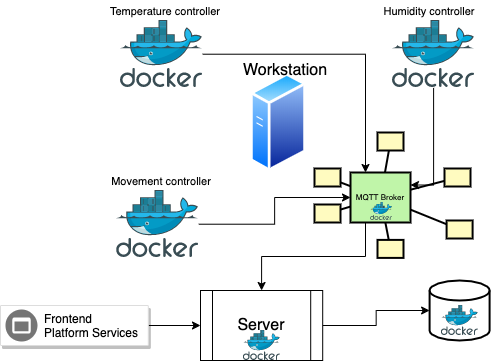 Temperature controller
Humidity controller
docker
docker
Workstation
Movement controller
MQTT Broker
docker
docker
Frontend
Platform Services
Server
docker
docker